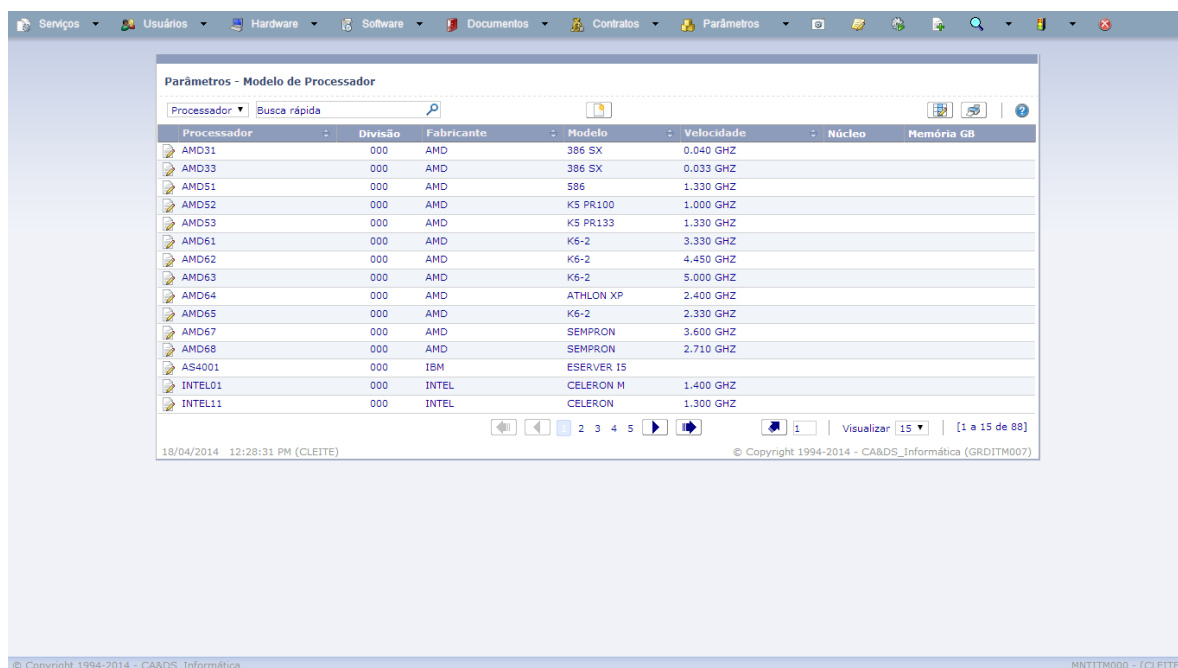 Serviços Usuários Hardware Software Documentos Contratos Parâmetros
Parâmetros - Modelo de Processador
Processador Busca rápida
Processador Divisão Fabricante Modelo Velocidade Núcleo Memória GB
AMD31 000 AMD 386 SX 0.040 GHZ
AMD33 000 AMD 386 SX 0.033 GHZ
AMD51 000 AMD 586 1.330 GHZ
AMD52 000 AMD K5 PR100 1.000 GHZ
AMD53 000 AMD K5 PR133 1.330 GHZ
AMD61 000 AMD K6-2 3.330 GHZ
AMD62 000 AMD K6-2 4.450 GHZ
AMD63 000 AMD K6-2 5.000 GHZ
AMD64 000 AMD ATHLON XP 2.400 GHZ
AMD65 000 AMD K6-2 2.330 GHZ
AMD67 000 AMD SEMPRON 3.600 GHZ
AMD68 000 AMD SEMPRON 2.710 GHZ
AS4001 000 IBM ESERVER I5
INTEL01 000 INTEL CELERON M 1.400 GHZ
INTEL11 000 INTEL CELERON 1.300 GHZ
1 2 3 4 5 1 Visualizar 15 [1 a 15 de 88]
18/04/2014 12:28:31 PM (CLEITE) © Copyright 1994-2014 - CA&DS_Informática (GRDITM007)
© Copyright 1994-2014 - CA&DS_Informática MNTITM000 - (CLEITE